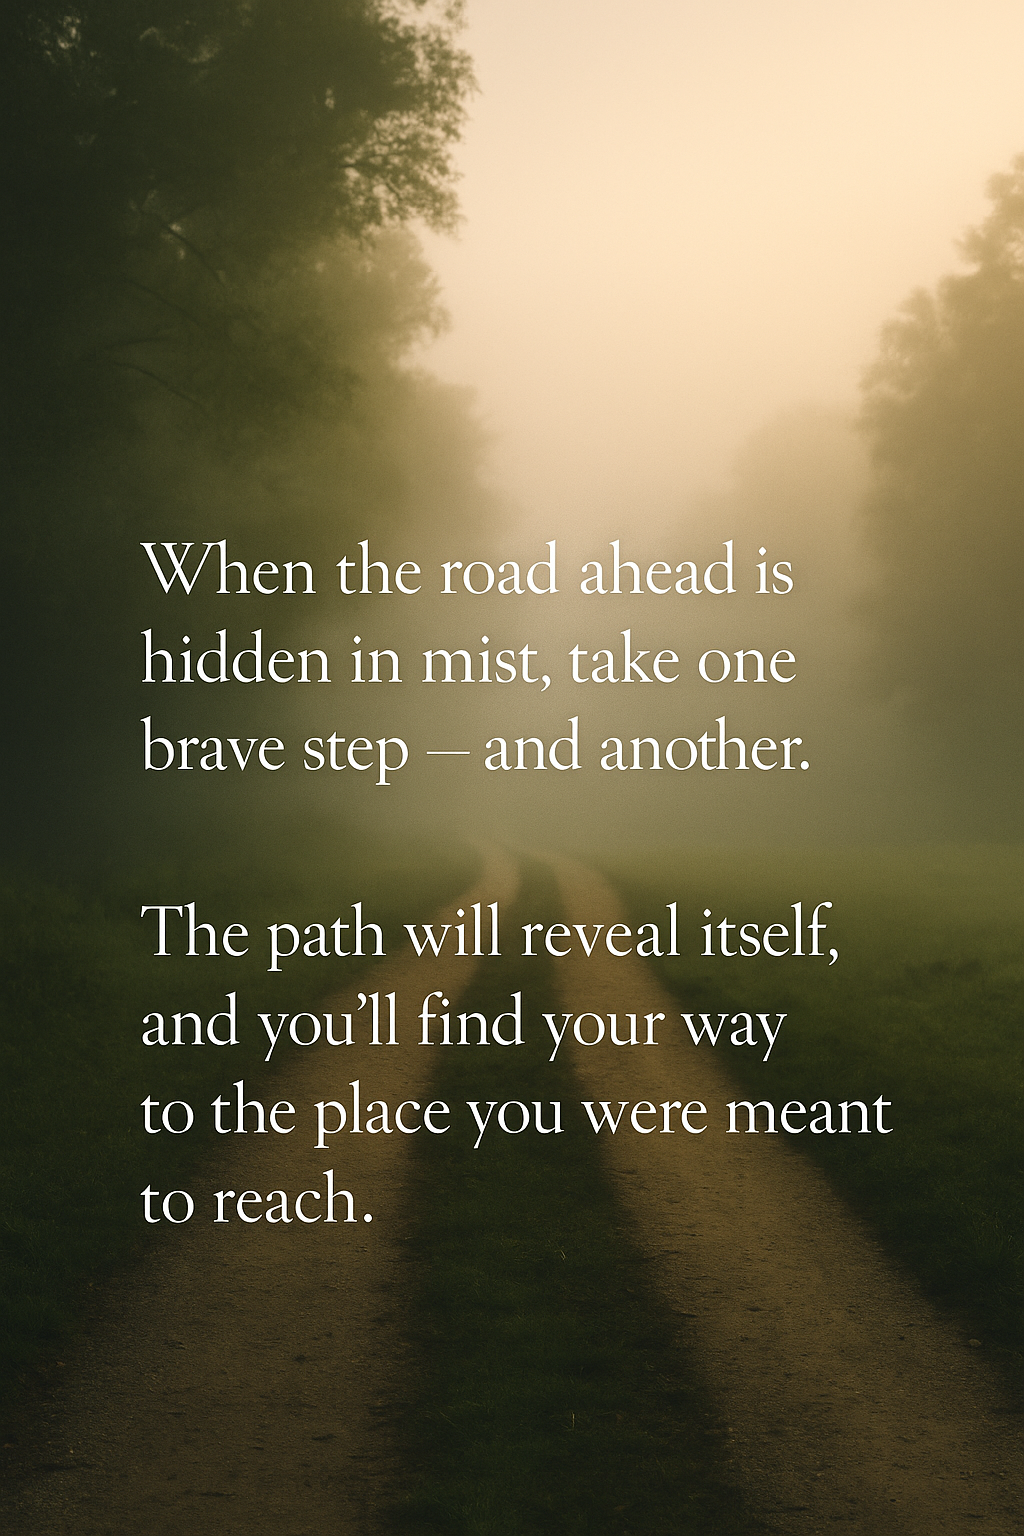 When the road ahead is
hidden in mist, take one
brave step — and another.
The path will reveal itself,
and you’ll find your way
to the place you were meant
to reach.